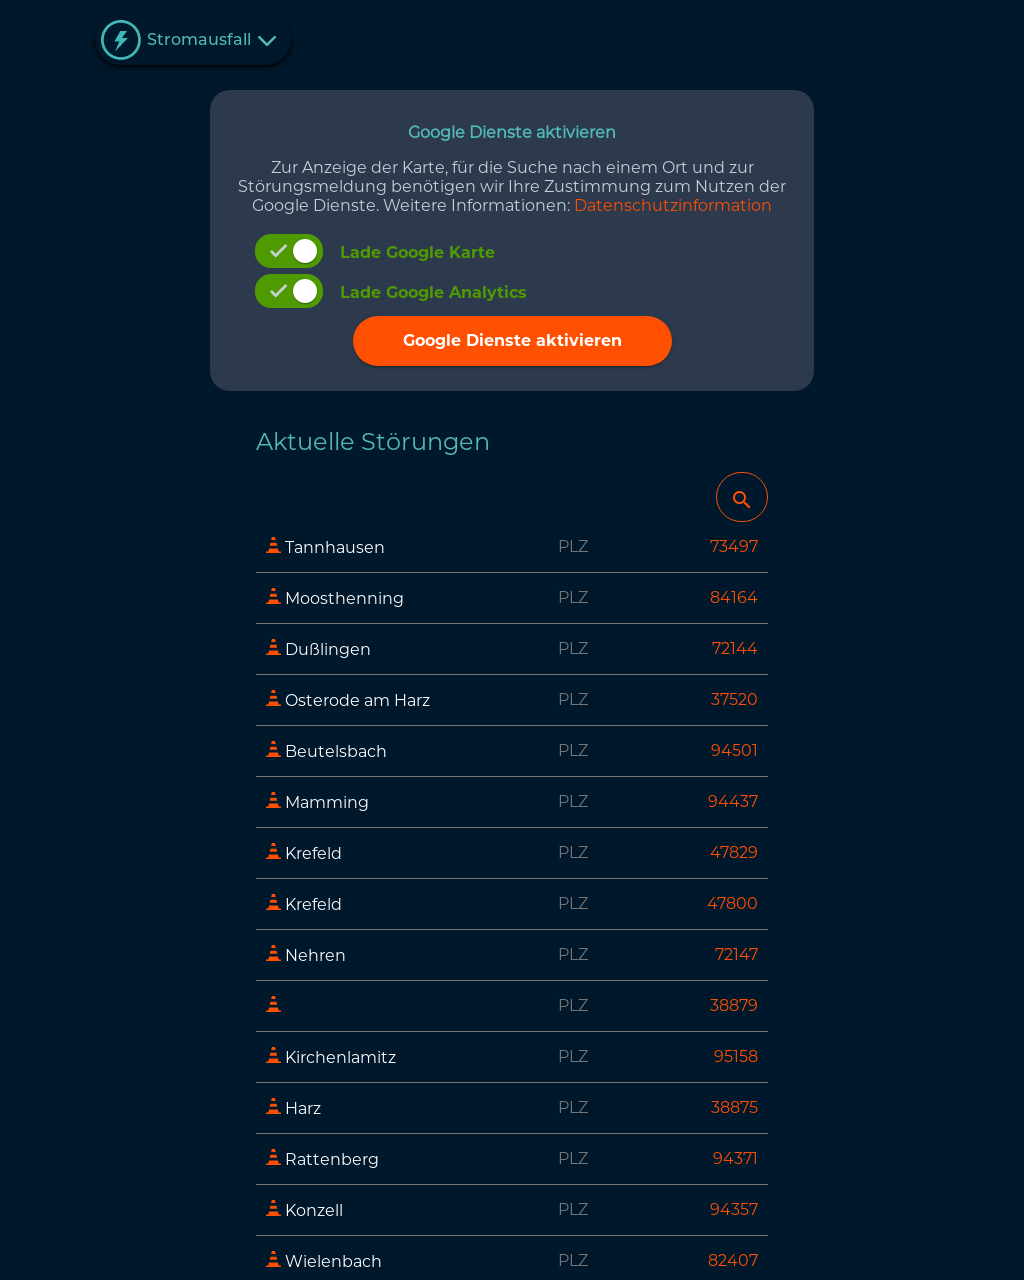 Stromausfall
Google Dienste aktivieren
Zur Anzeige der Karte, für die Suche nach einem Ort und zur
Störungsmeldung benötigen wir Ihre Zustimmung zum Nutzen der
Google Dienste. Weitere Informationen: Datenschutzinformation
Lade Google Karte
Lade Google Analytics
Google Dienste aktivieren
Aktuelle Störungen
Tannhausen PLZ 73497
Moosthenning PLZ 84164
Dußlingen PLZ 72144
Osterode am Harz PLZ 37520
Beutelsbach PLZ 94501
Mamming PLZ 94437
Krefeld PLZ 47829
Krefeld PLZ 47800
Nehren PLZ 72147
PLZ 38879
Kirchenlamitz PLZ 95158
Harz PLZ 38875
Rattenberg PLZ 94371
Konzell PLZ 94357
Wielenbach PLZ 82407